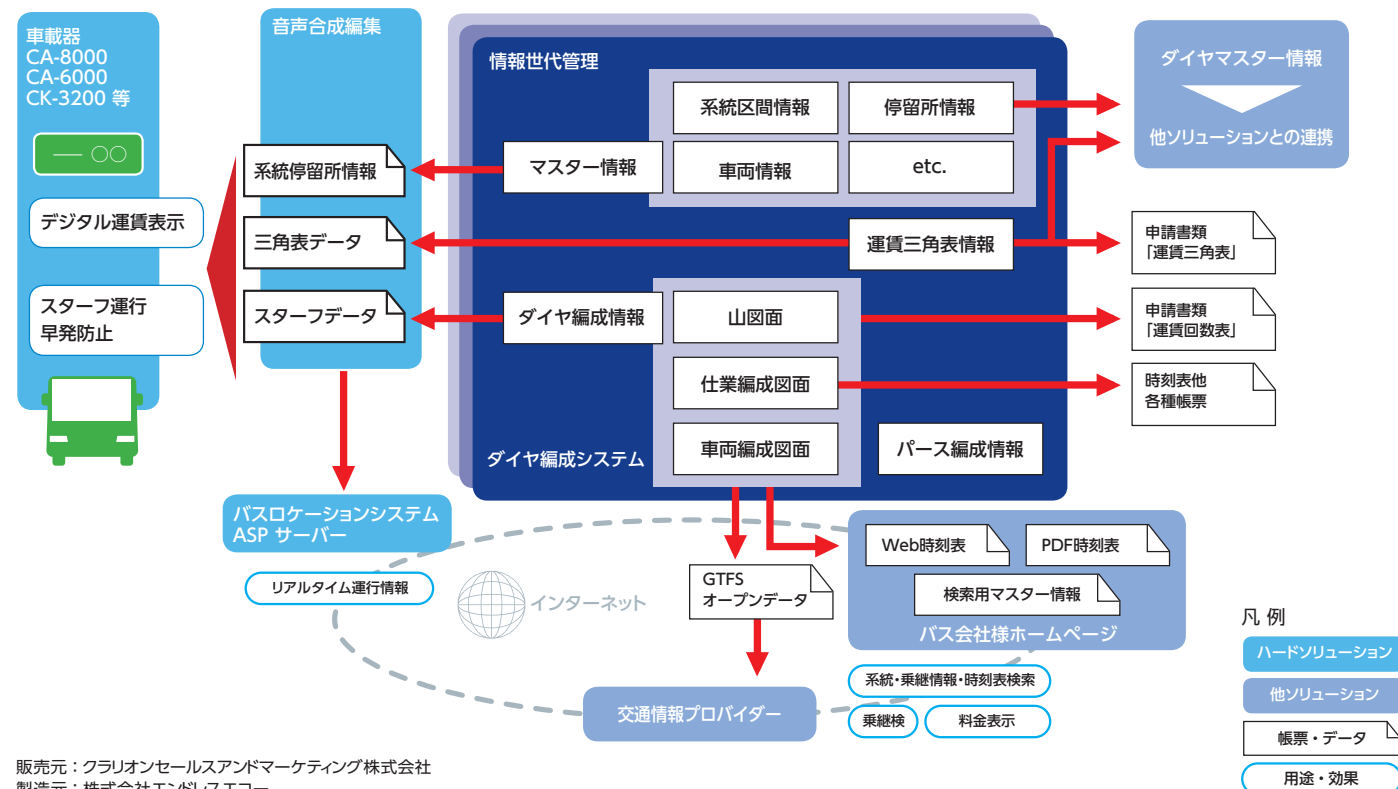 車載器
CA-8000
CA-6000
CK-3200 等
デジタル運賃表示
スターフ運行
早発防止
音声合成編集
系統停留所情報
三角表データ
スターフデータ
情報世代管理
系統区間情報
停留所情報
マスター情報
車両情報
etc.
運賃三角表情報
ダイヤ編成情報
山図面
仕業編成図面
車両編成図面
パース編成情報
ダイヤ編成システム
ダイヤマスター情報
他ソリューションとの連携
申請書類
「運賃三角表」
申請書類
「運賃回数表」
時刻表他
各種帳票
バスロケーションシステム
ASP サーバー
リアルタイム運行情報
インターネット
GTFS
オープンデータ
Web時刻表
PDF時刻表
検索用マスター情報
バス会社様ホームページ
交通情報プロバイダー
系統・乗継情報・時刻表検索
乗継検
料金表示
凡 例
ハードソリューション
他ソリューション
帳票・データ
用途・効果
販売元：クラリオンセールスアンドマーケティング株式会社
製造元：株式会社エンドレスエコー